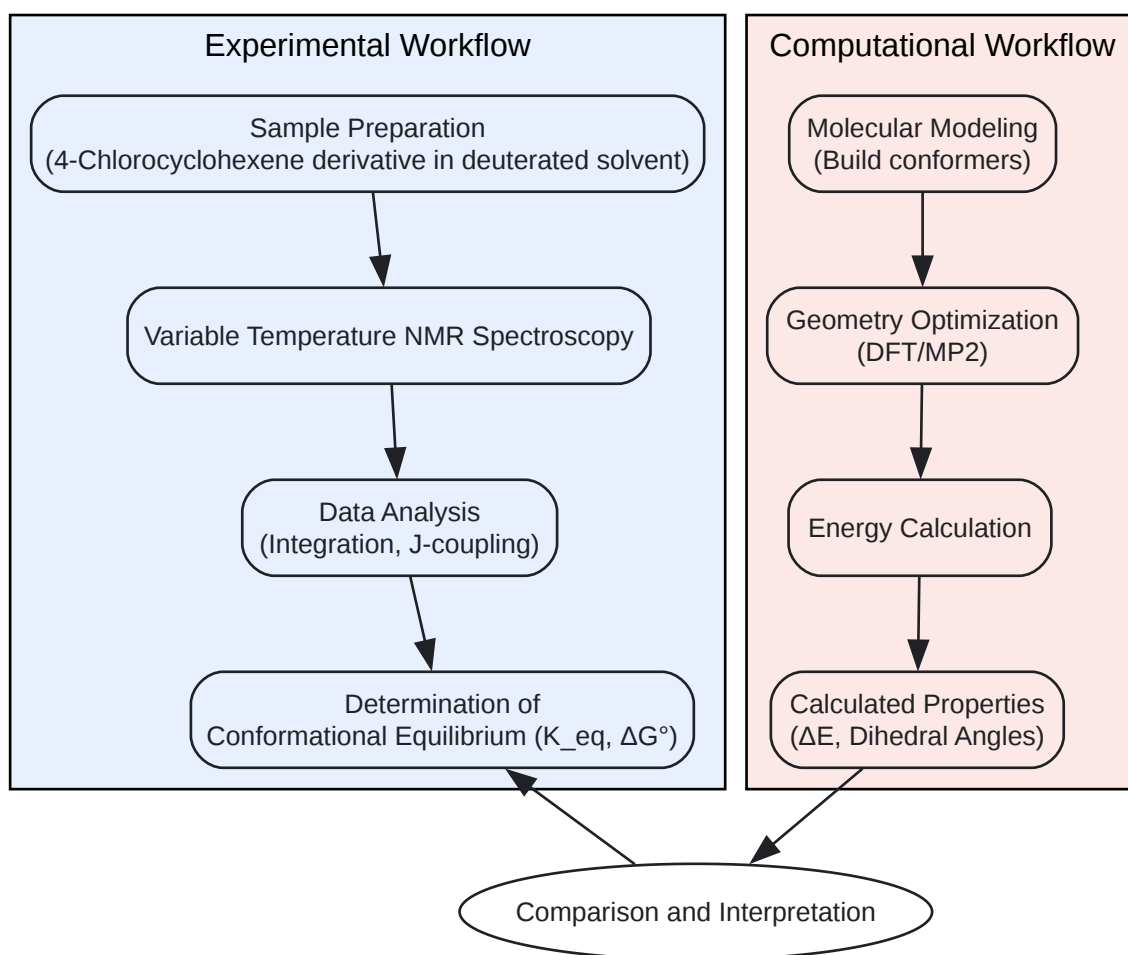 Experimental Workflow
Sample Preparation
(4-Chlorocyclohexene derivative in deuterated solvent)
Variable Temperature NMR Spectroscopy
Data Analysis
(Integration, J-coupling)
Determination of
Conformational Equilibrium (K_eq, ΔG°)
Computational Workflow
Molecular Modeling
(Build conformers)
Geometry Optimization
(DFT/MP2)
Energy Calculation
Calculated Properties
(ΔE, Dihedral Angles)
Comparison and Interpretation